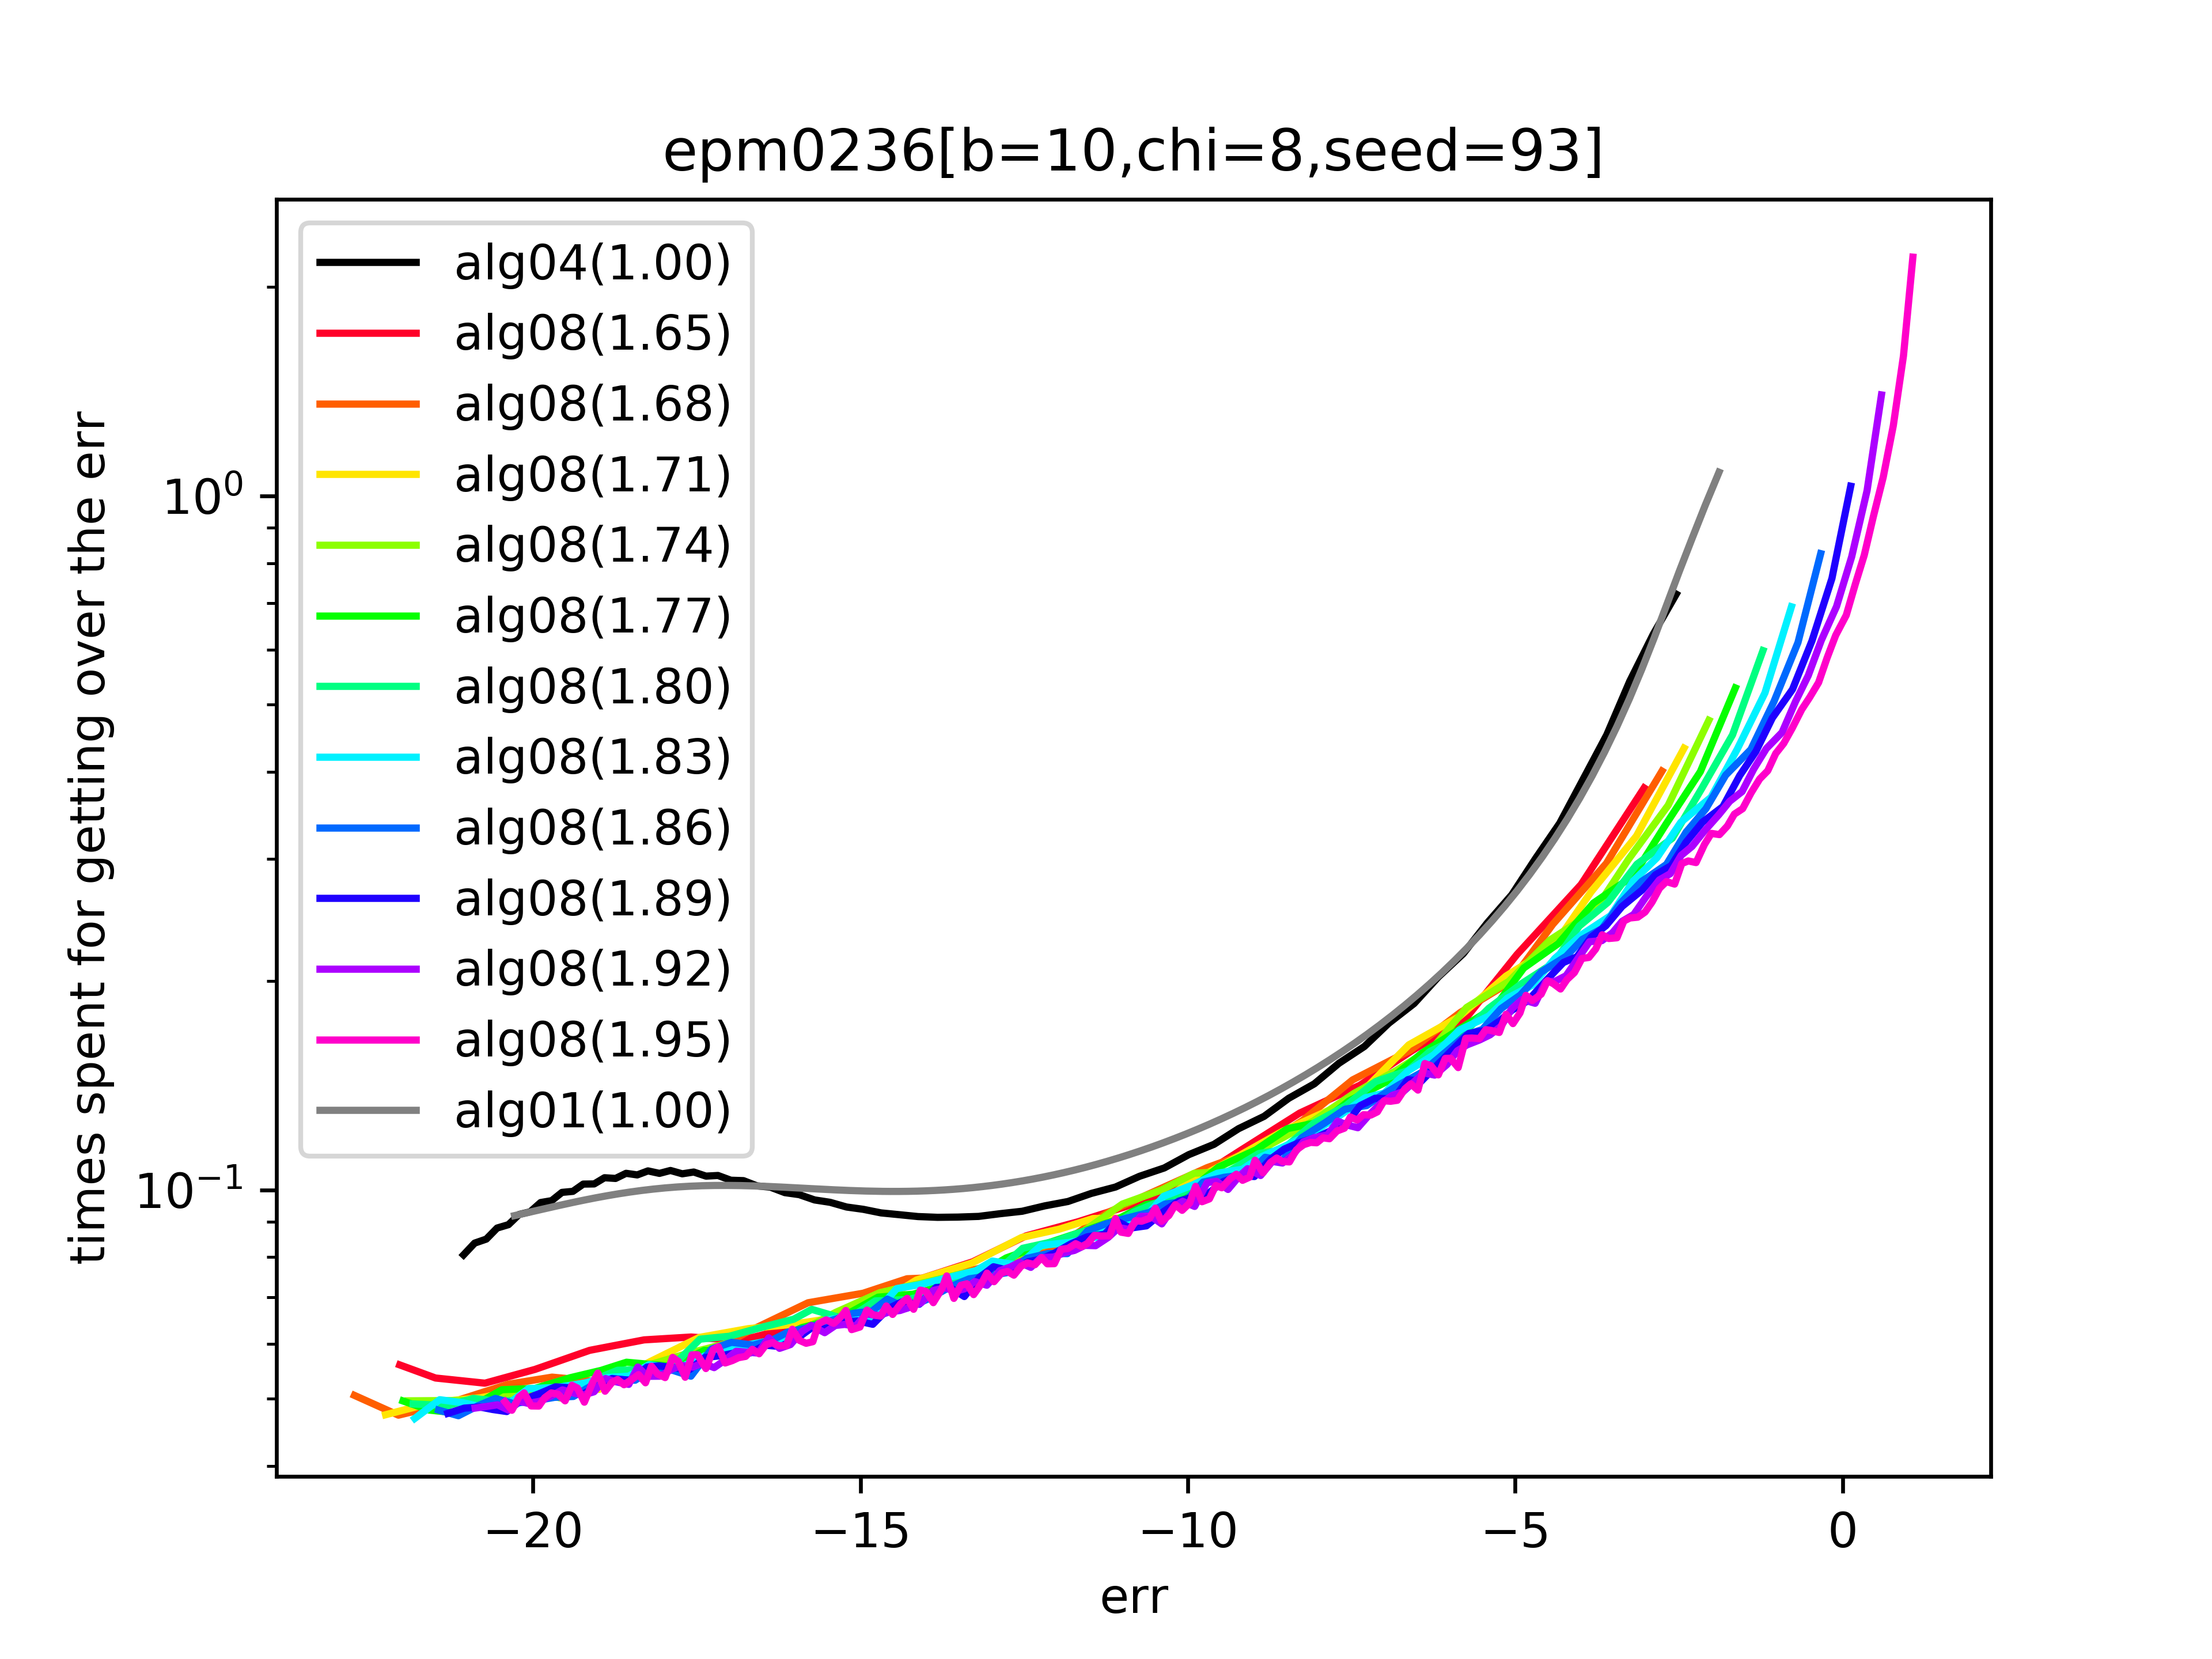 epm0236[b=10,chi=8,seed=93]
times spent for getting over the err
10⁰
10⁻¹
alg04(1.00)
alg08(1.65)
alg08(1.68)
alg08(1.71)
alg08(1.74)
alg08(1.77)
alg08(1.80)
alg08(1.83)
alg08(1.86)
alg08(1.89)
alg08(1.92)
alg08(1.95)
alg01(1.00)
−20 −15 −10 −5 0
err